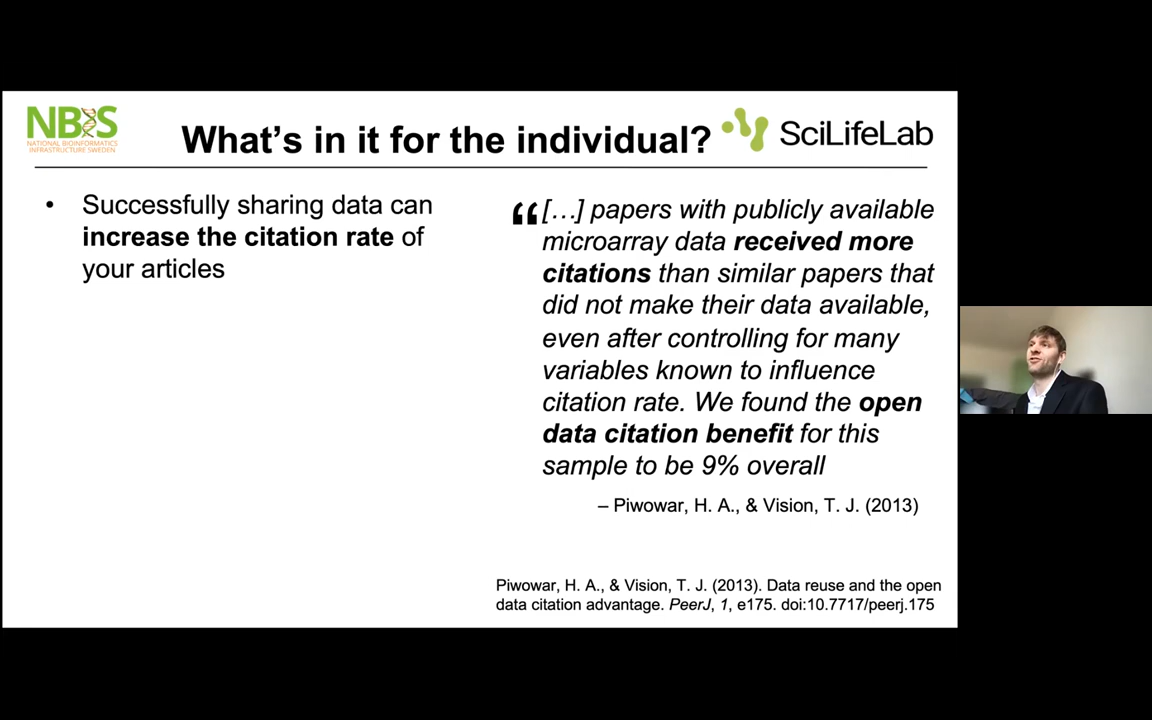 NBIS
NATIONAL BIOINFORMATICS
INFRASTRUCTURE SWEDEN
What's in it for the individual?
SciLifeLab
• Successfully sharing data can
increase the citation rate of
your articles
“[…] papers with publicly available
microarray data received more
citations than similar papers that
did not make their data available,
even after controlling for many
variables known to influence
citation rate. We found the open
data citation benefit for this
sample to be 9% overall
– Piwowar, H. A., & Vision, T. J. (2013)
Piwowar, H. A., & Vision, T. J. (2013). Data reuse and the open
data citation advantage. PeerJ, 1, e175. doi:10.7717/peerj.175